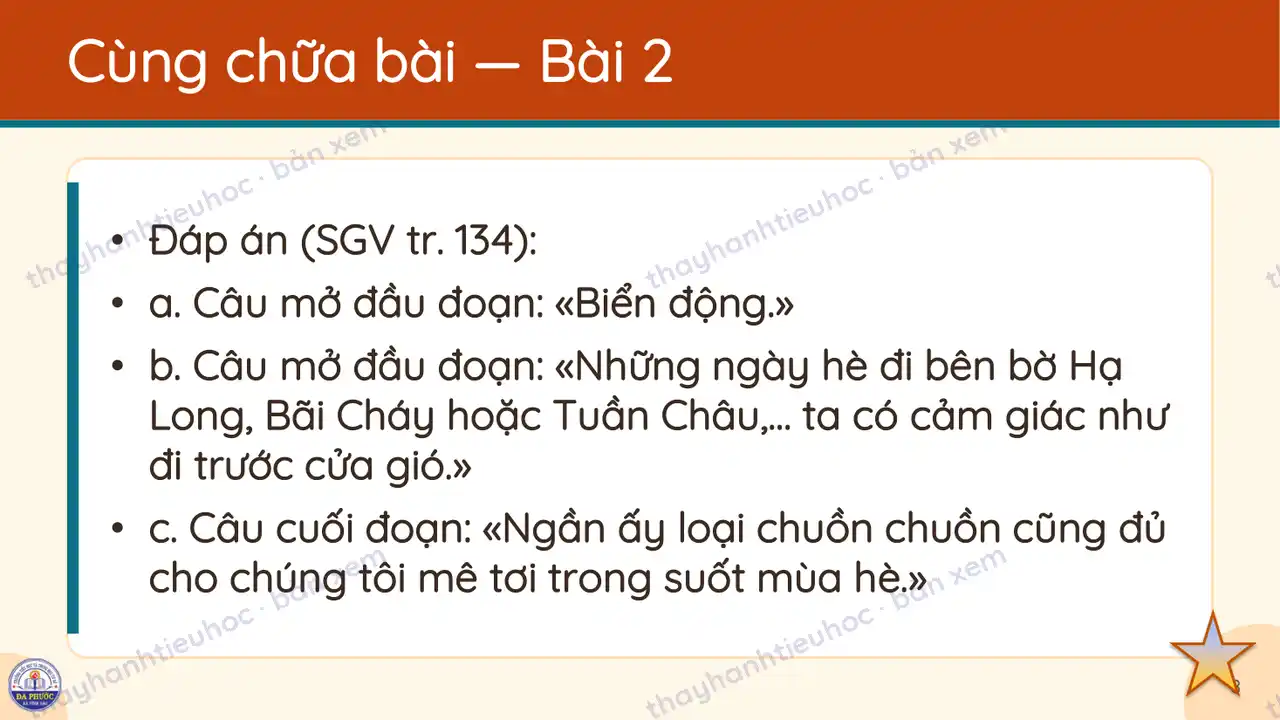 Cùng chữa bài — Bài 2
• Đáp án (SGV tr. 134):
• a. Câu mở đầu đoạn: «Biển động.»
• b. Câu mở đầu đoạn: «Những ngày hè đi bên bờ Hạ
Long, Bãi Cháy hoặc Tuần Châu,... ta có cảm giác như
đi trước cửa gió.»
• c. Câu cuối đoạn: «Ngần ấy loại chuồn chuồn cũng đủ
cho chúng tôi mê tơi trong suốt mùa hè.»
thayhanhtieuhoc · bản xem
thayhanhtieuhoc · bản xem
thayhanhtieuhoc · bản xem
thayhanhtieuhoc · bản xem
ĐA PHƯỚC